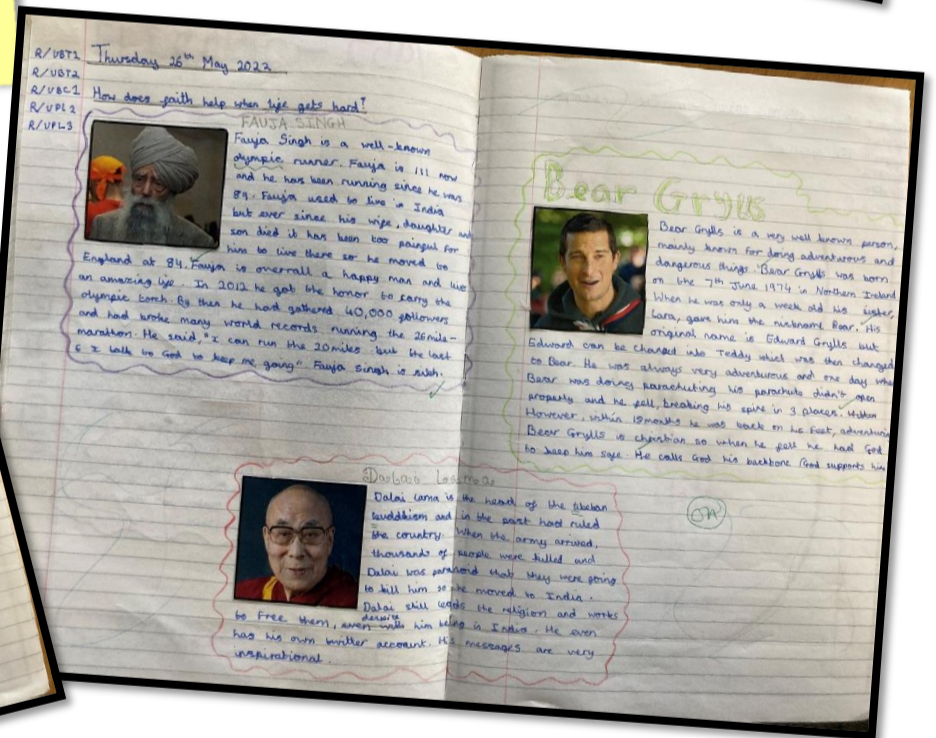 R/UBT1
R/UBT2
R/UBC1
R/UPL2
R/UPL3
Thursday 26th May 2022
How does faith help when life gets hard?
FAUJA SINGH
Fauja Singh is a well-known
olympic runner. Fauja is 111 now
and he has been running since he was
89. Fauja used to live in India
but ever since his wife, daughter and
son died it has been too painful for
him to live there so he moved to
England at 84. Fauja is overrall a happy man and live
an amazing life. In 2012 he got the honor to carry the
olympic torch. By then he had gathered 40,000 followers
and had broke many world records running the 26mile-
marathon. He said, "I can run the 20miles but the last
6 I talk to God to keep me going" Fauja Singh is sikh.
Bear Grylls
Bear Grylls is a very well known person,
mainly known for doing adventurous and
dangerous things. Bear Grylls was born
on the 7th June 1974 in Northern Ireland
When he was only a week old his sister,
Lara, gave him the nickname Bear. His
original name is Edward Grylls but
Edward can be changed into Teddy which was then changed
to Bear. He was always very adventurous and one day whe
Bear was doing parachuting his parachute didn't open
properly and he fell, breaking his spine in 3 places.
However, within 18months he was back on his feet, adventurin
Bear Grylls is christian so when he fell he had God
to keep him safe. He calls God his backbone God supports him
Dalai Lama
Dalai Lama is the heard of the
buddhism and in the past had ruled
the country. When the army arrived,
thousands of people were killed and
Dalai was paranoid that they were going
to kill him so he moved to India.
Dalai still leads the religion and works
to free them, even despite him being in India. He even
has his own twitter account. His messages are very
inspirational.